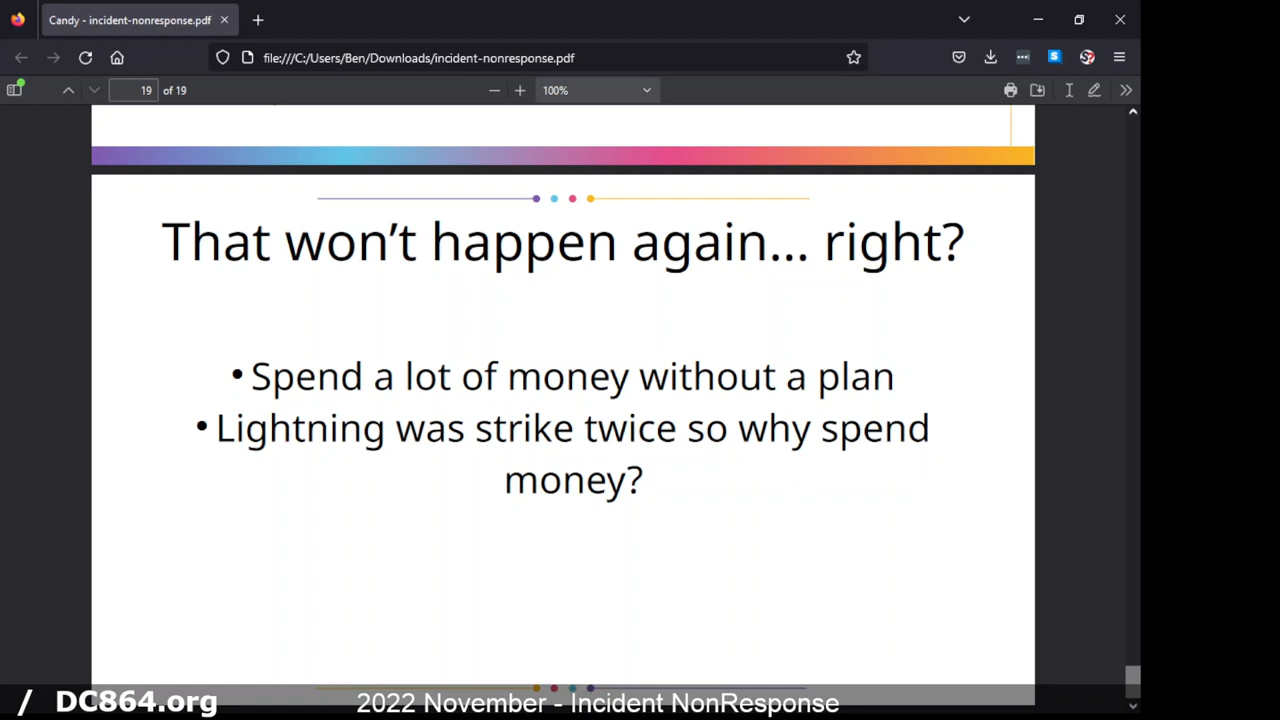 Candy - incident-nonresponse.pdf
file:///C:/Users/Ben/Downloads/incident-nonresponse.pdf
19 of 19
100%
That won’t happen again... right?
• Spend a lot of money without a plan
• Lightning was strike twice so why spend
money?
/ DC864.org
2022 November - Incident NonResponse